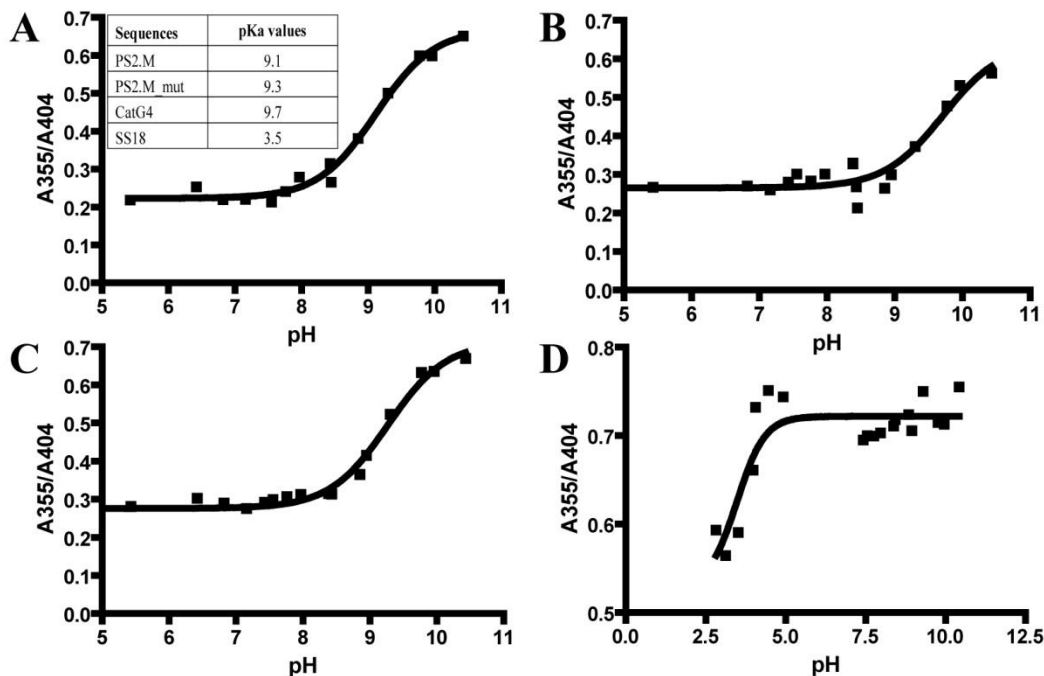 A
Sequences pKa values
PS2.M 9.1
PS2.M_mut 9.3
CatG4 9.7
SS18 3.5
A355/A404
0.7
0.6
0.5
0.4
0.3
0.2
0.1
0.0
5 6 7 8 9 10 11
pH
B
A355/A404
0.7
0.6
0.5
0.4
0.3
0.2
0.1
0.0
5 6 7 8 9 10 11
pH
C
A355/A404
0.7
0.6
0.5
0.4
0.3
0.2
0.1
0.0
5 6 7 8 9 10 11
pH
D
A355/A404
0.8
0.7
0.6
0.5
0.0 2.5 5.0 7.5 10.0 12.5
pH